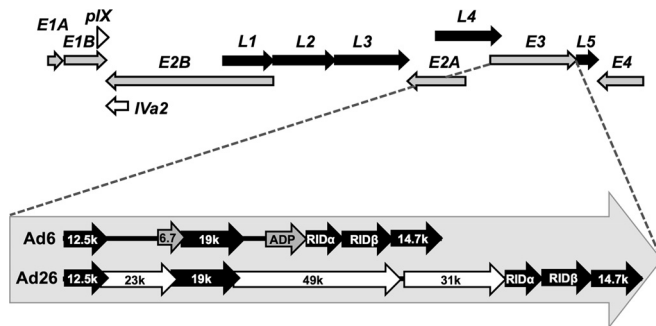 pIX
E1A
E1B
L1 L2 L3 L4 E3 L5
E2B E2A E4
IVa2
Ad6 12.5k 6.7 19k ADP RIDα RIDβ 14.7k
Ad26 12.5k 23k 19k 49k 31k RIDα RIDβ 14.7k